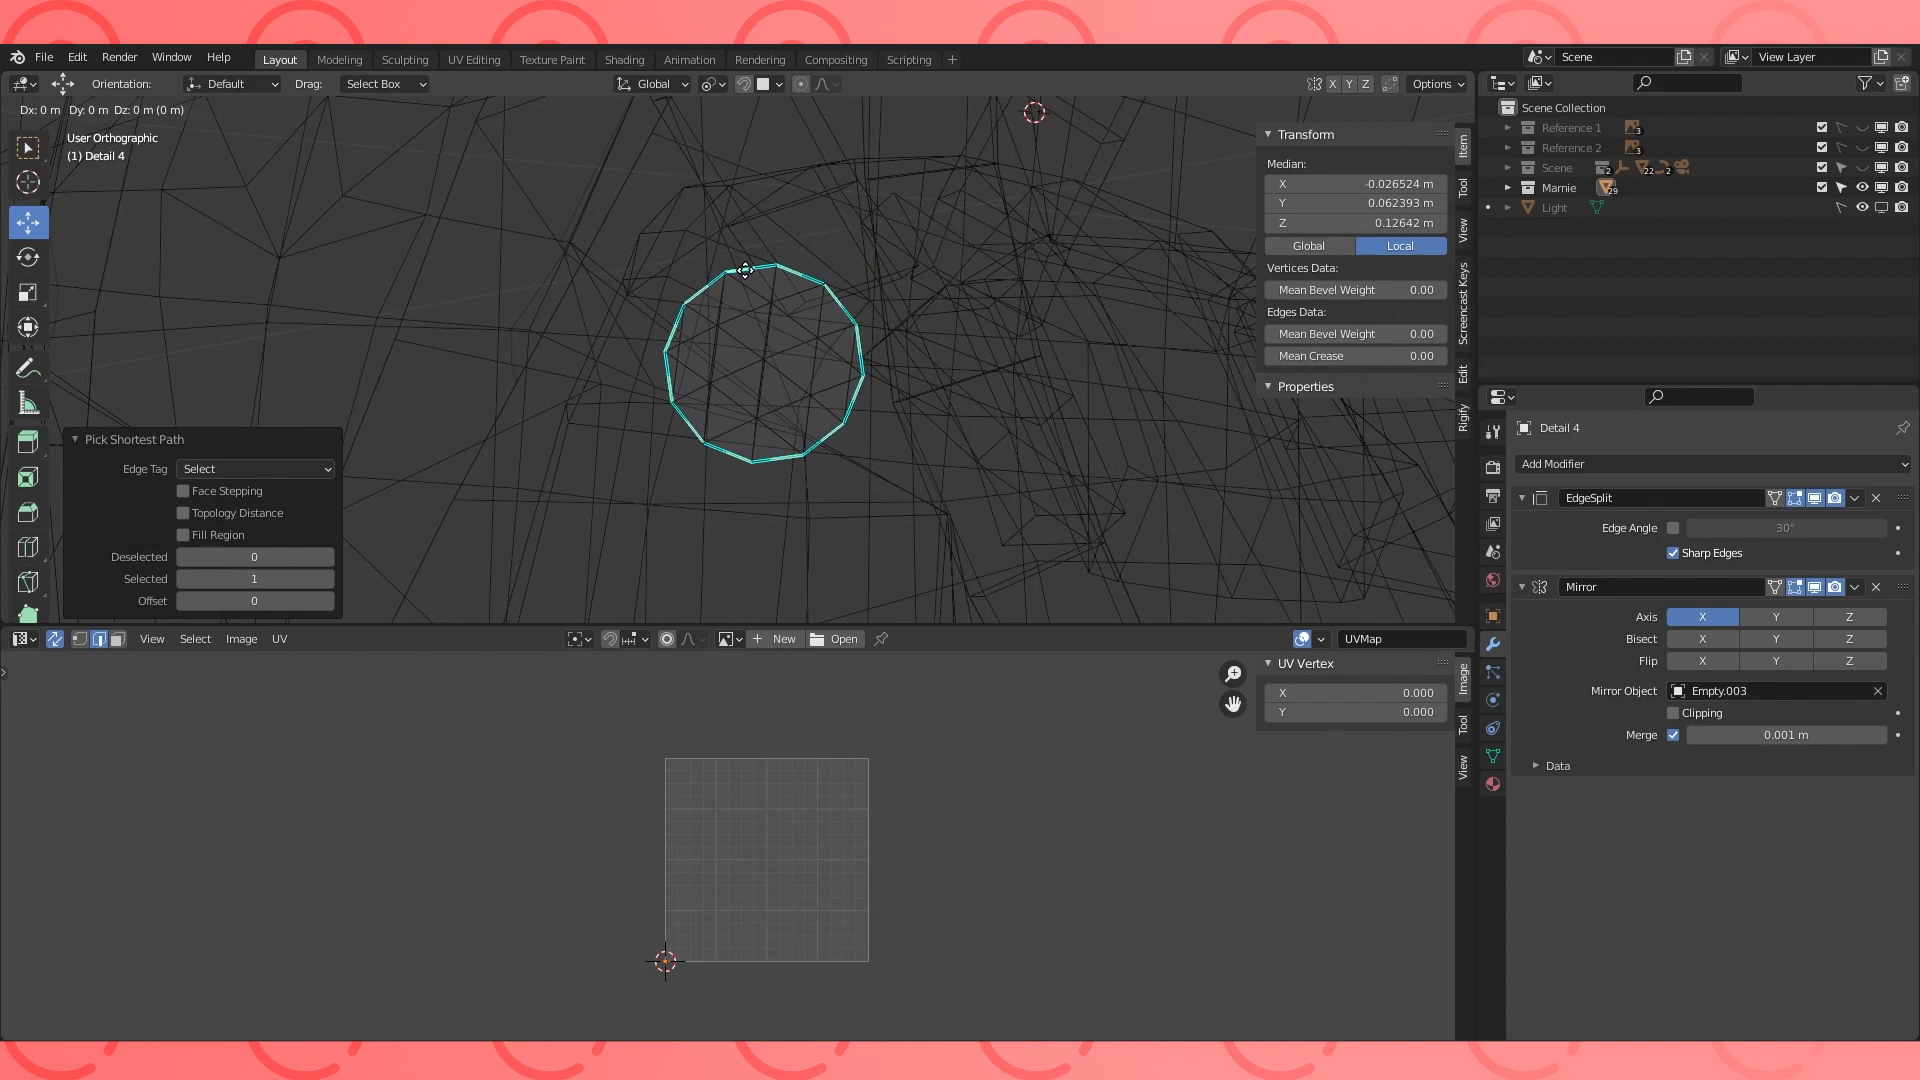 File Edit Render Window Help Layout Modeling Sculpting UV Editing Texture Paint Shading Animation Rendering Compositing Scripting + Scene View Layer
Orientation: Default Drag: Select Box Global X Y Z Options
Dx: 0 m Dy: 0 m Dz: 0 m (0 m)
User Orthographic
(1) Detail 4
Transform
Median:
X -0.026524 m
Y 0.062393 m
Z 0.12642 m
Global Local
Vertices Data:
Mean Bevel Weight 0.00
Edges Data:
Mean Bevel Weight 0.00
Mean Crease 0.00
Properties
Item
Tool
View
Screencast Keys
Edit
Rigify
Pick Shortest Path
Edge Tag Select
Face Stepping
Topology Distance
Fill Region
Deselected 0
Selected 1
Offset 0
View Select Image UV New Open UVMap
UV Vertex
X 0.000
Y 0.000
Image
Tool
View
Scene Collection
Reference 1 3
Reference 2 3
Scene 2 22 2
Marnie 29
Light
Detail 4
Add Modifier
EdgeSplit
Edge Angle 30°
Sharp Edges
Mirror
Axis X Y Z
Bisect X Y Z
Flip X Y Z
Mirror Object Empty.003
Clipping
Merge 0.001 m
Data